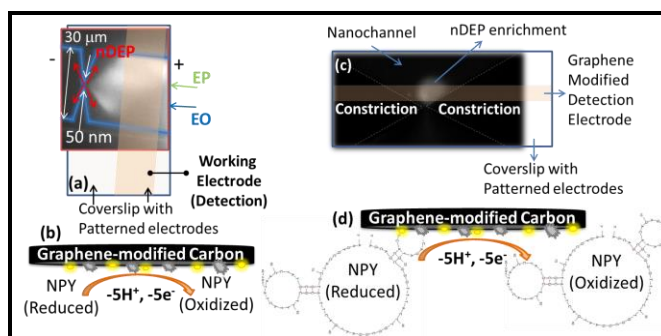 30 µm
nDEP
-
+
EP
EO
50 nm
(a)
Working
Electrode
(Detection)
Coverslip with
Patterned electrodes
(b)
Graphene-modified Carbon
NPY
(Reduced)
-5H⁺, -5e⁻
NPY
(Oxidized)
Nanochannel
nDEP enrichment
(c)
Constriction
Constriction
Graphene
Modified
Detection
Electrode
Coverslip with
Patterned electrodes
(d)
Graphene-modified Carbon
NPY
(Reduced)
-5H⁺, -5e⁻
NPY
(Oxidized)